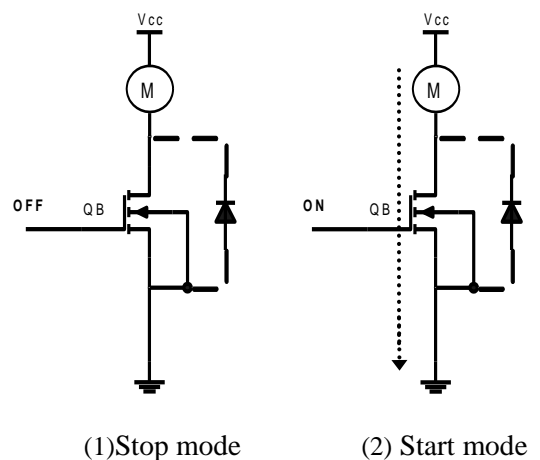 Vcc Vcc
M M
OFF QB ON QB
(1)Stop mode (2) Start mode